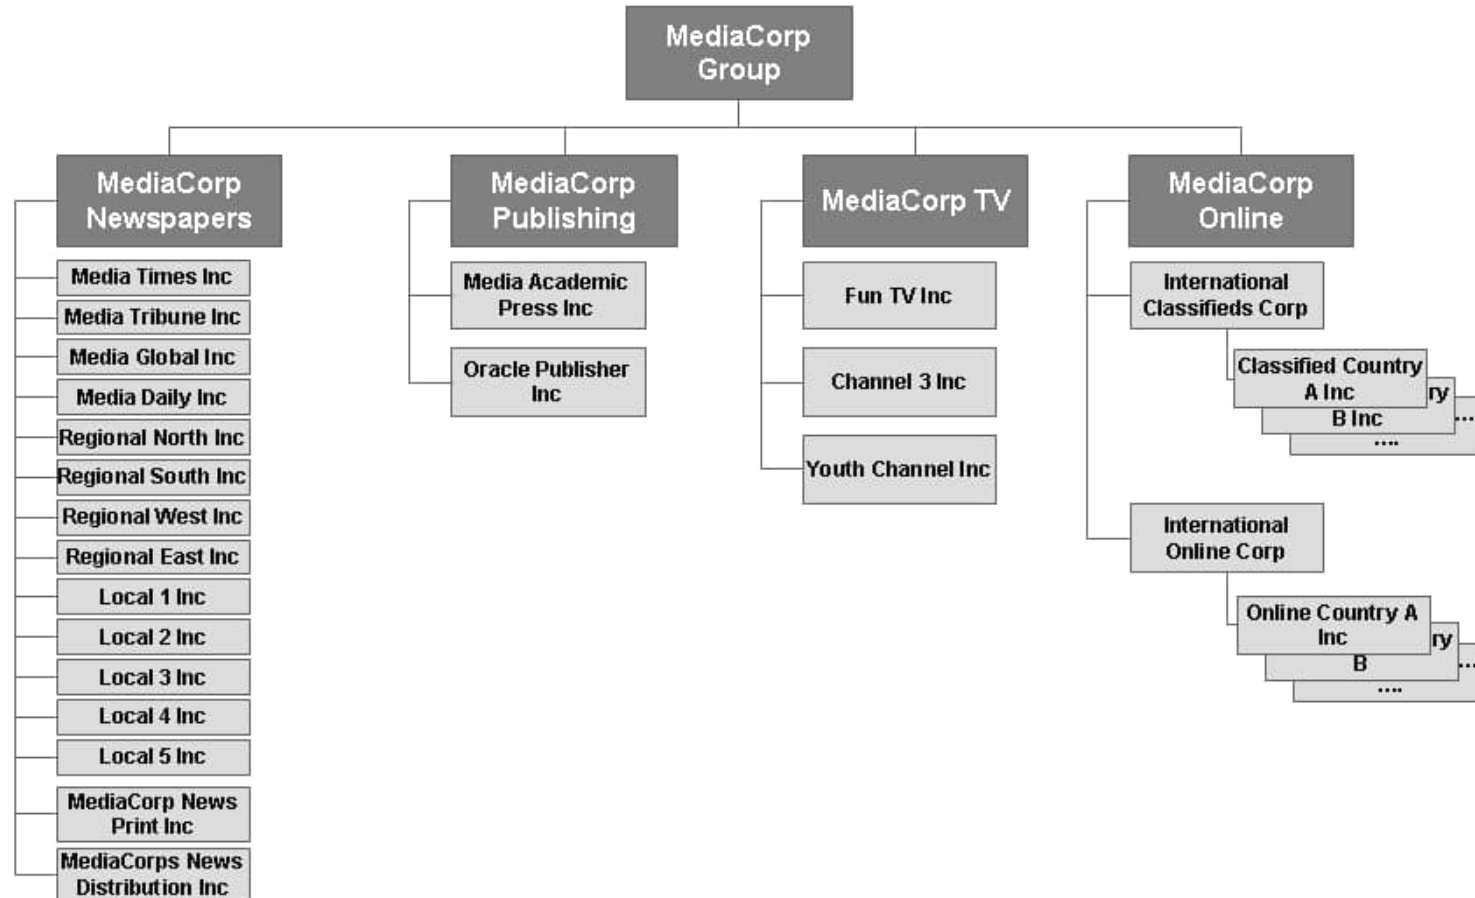 MediaCorp
Group
MediaCorp
Newspapers
Media Times Inc
Media Tribune Inc
Media Global Inc
Media Daily Inc
Regional North Inc
Regional South Inc
Regional West Inc
Regional East Inc
Local 1 Inc
Local 2 Inc
Local 3 Inc
Local 4 Inc
Local 5 Inc
MediaCorp News
Print Inc
MediaCorps News
Distribution Inc
MediaCorp
Publishing
Media Academic
Press Inc
Oracle Publisher
Inc
MediaCorp TV
Fun TV Inc
Channel 3 Inc
Youth Channel Inc
MediaCorp
Online
International
Classifieds Corp
Classified Country
A Inc
ry
B Inc
...
....
International
Online Corp
Online Country A
Inc
ry
B
...
....